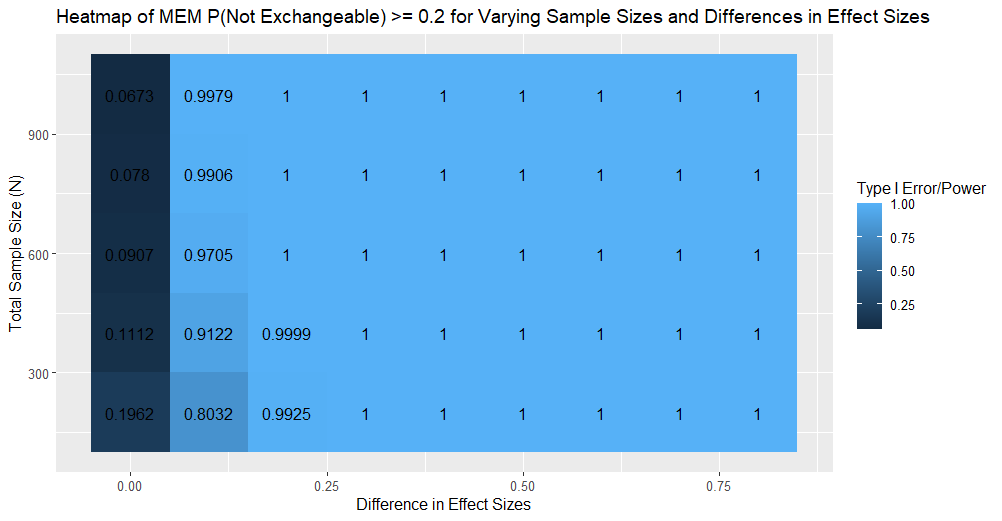 Heatmap of MEM P(Not Exchangeable) >= 0.2 for Varying Sample Sizes and Differences in Effect Sizes
Total Sample Size (N)
900
600
300
0.0673 0.9979 1 1 1 1 1 1 1
0.078 0.9906 1 1 1 1 1 1 1
0.0907 0.9705 1 1 1 1 1 1 1
0.1112 0.9122 0.9999 1 1 1 1 1 1
0.1962 0.8032 0.9925 1 1 1 1 1 1
0.00 0.25 0.50 0.75
Difference in Effect Sizes
Type I Error/Power
1.00
0.75
0.50
0.25